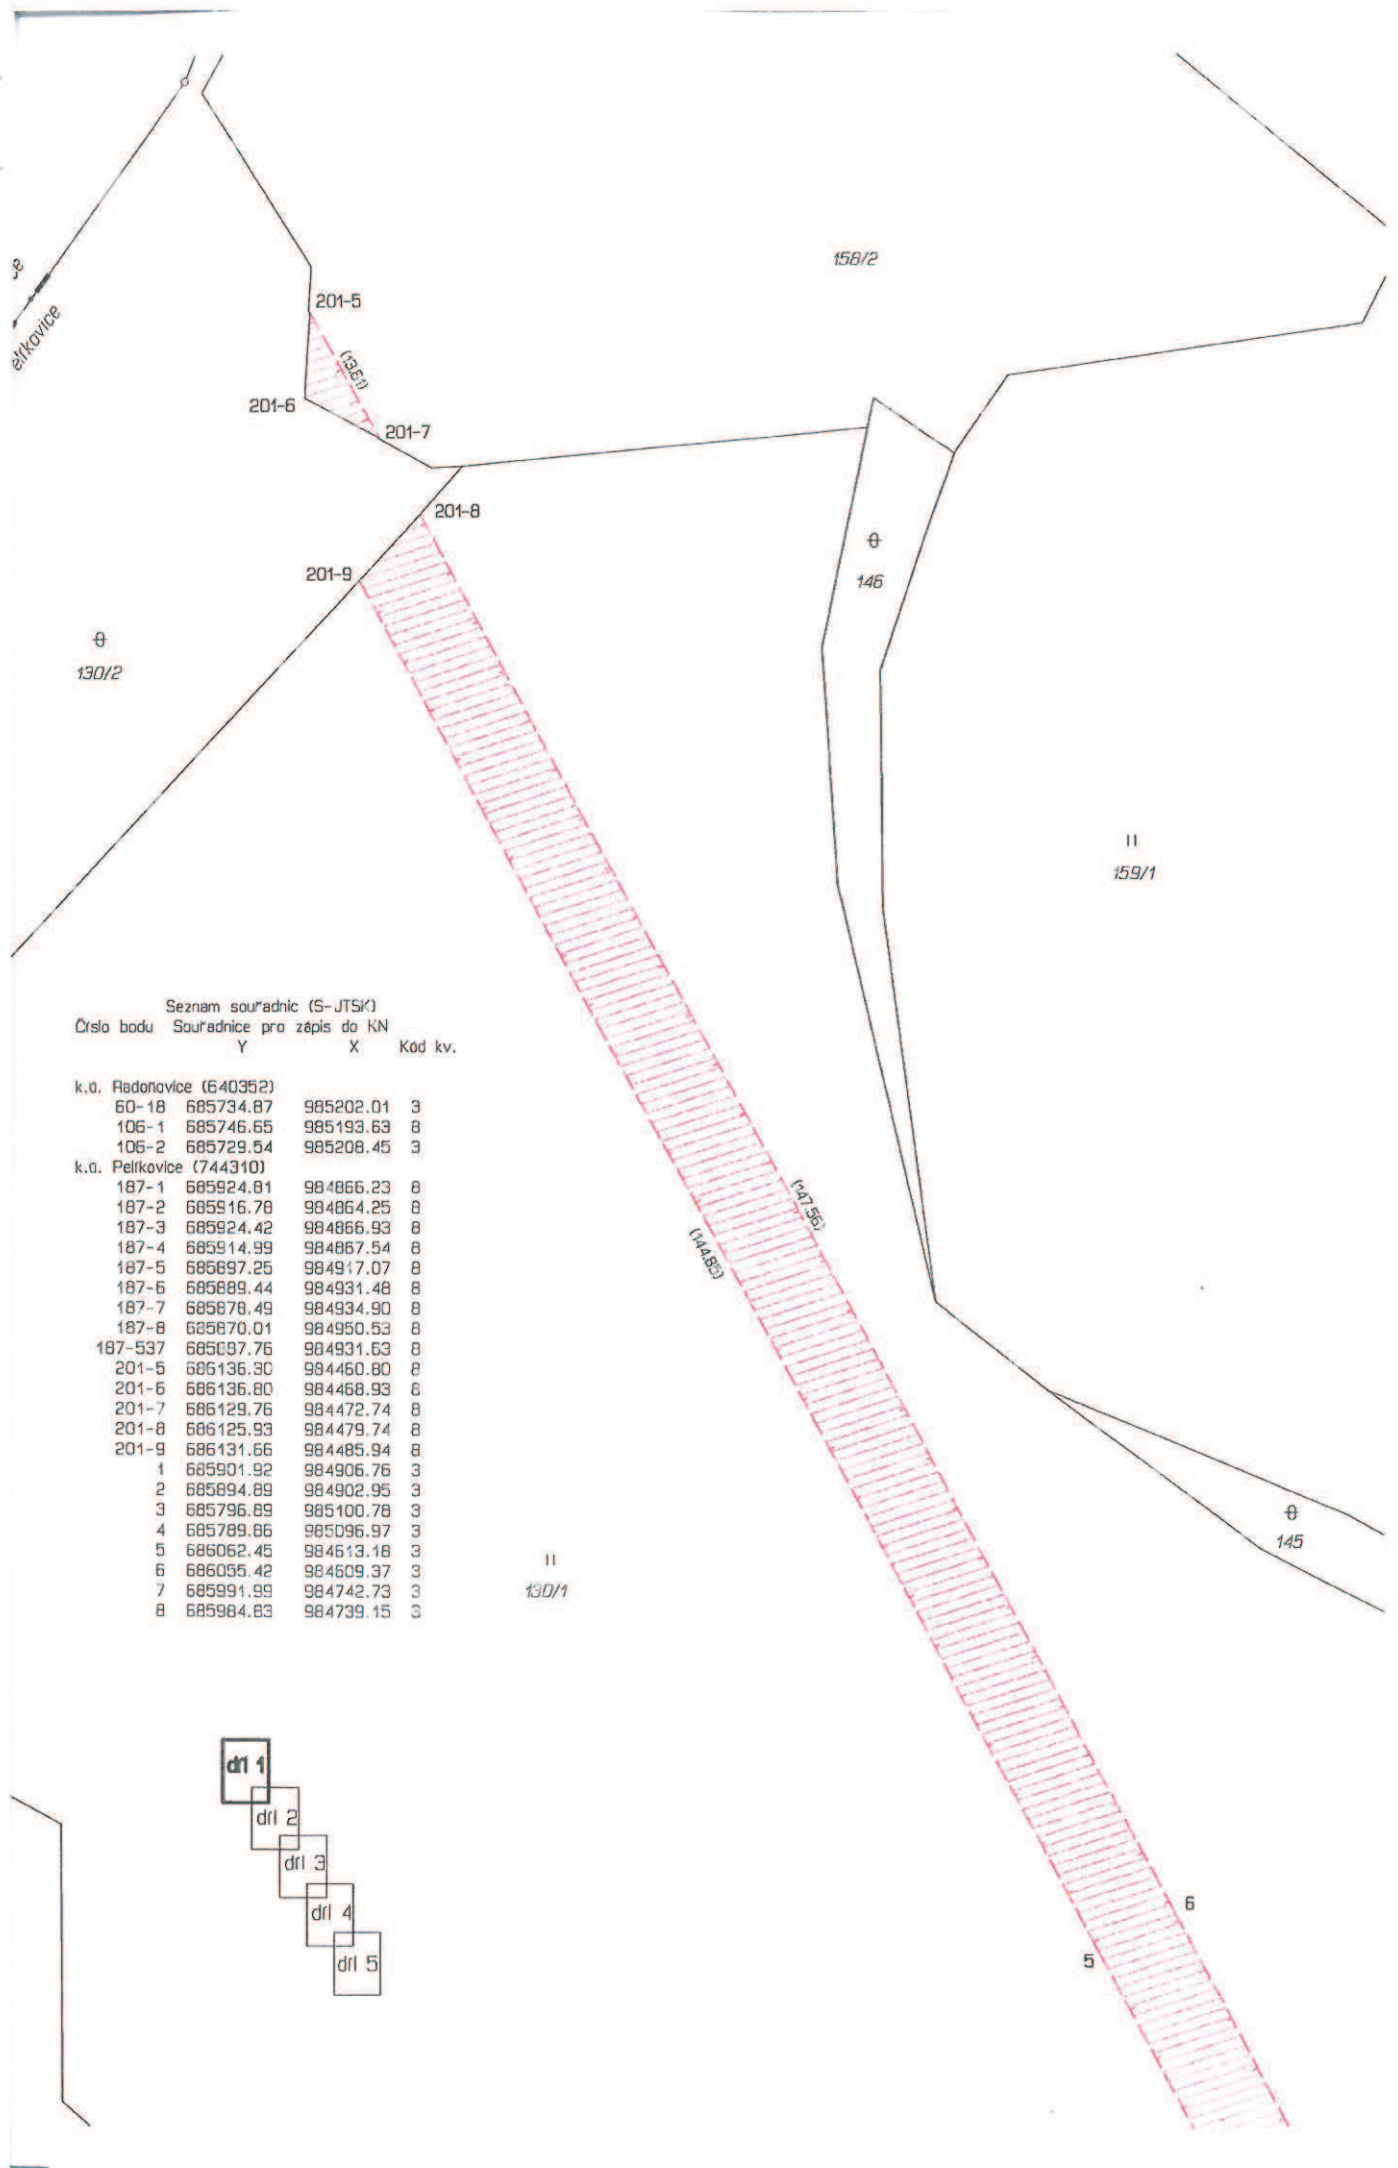 158/2
201-5
(13.61)
201-6
201-7
201-8
201-9
146
130/2
159/1
Seznam souřadnic (S-JTSK)
Číslo bodu Souřadnice pro zápis do KN
Y X Kód kv.
k.ú. Radoňovice (640352)
60-18 685734.87 985202.01 3
106-1 685746.65 985193.63 8
106-2 685729.54 985208.45 3
k.ú. Pelíkovice (744310)
187-1 685924.81 984866.23 8
187-2 685916.78 984864.25 8
187-3 685924.42 984866.93 8
187-4 685914.99 984867.54 8
187-5 685897.25 984917.07 8
187-6 685889.44 984931.48 8
187-7 685878.49 984934.90 8
187-8 685870.01 984950.53 8
187-537 685887.76 984931.63 8
201-5 686136.30 984460.80 8
201-6 686136.80 984468.93 8
201-7 686129.76 984472.74 8
201-8 686125.93 984479.74 8
201-9 686131.66 984485.94 8
1 685901.92 984906.76 3
2 685894.89 984902.95 3
3 685796.89 985100.78 3
4 685789.86 985096.97 3
5 686062.45 984613.18 3
6 686055.42 984609.37 3
7 685991.99 984742.73 3
8 685984.83 984739.15 3
(147.56)
(144.85)
145
130/1
díl 1
díl 2
díl 3
díl 4
díl 5
6
5